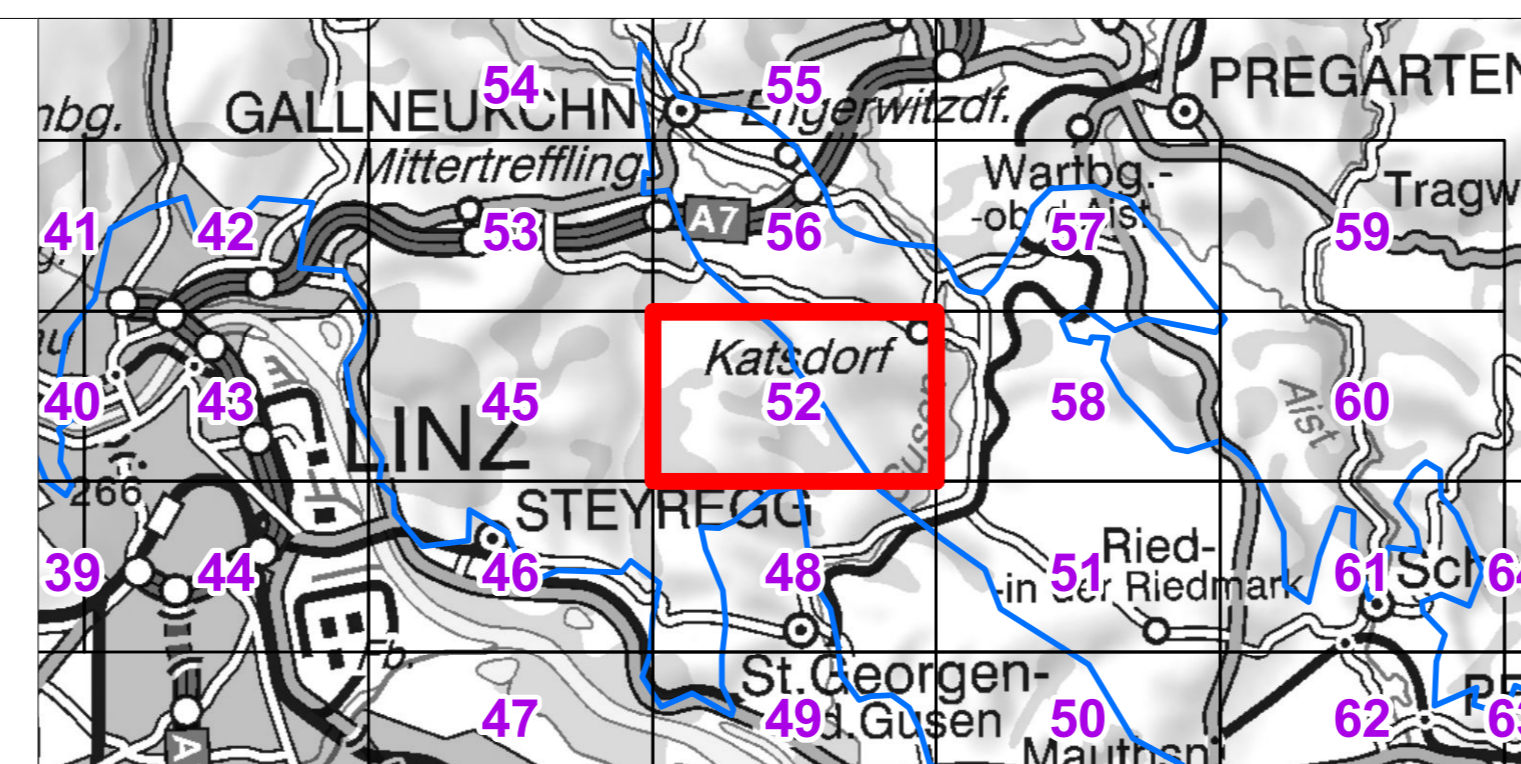 54
55
PREGARTEN
nbg.
GALLNEUKCHN
Engerwitzdf.
Mittertreffling
Wartbg.-
-ob.d.Aist
Tragw
A7
41
42
53
56
57
59
Katsdorf
40
43
45
52
58
60
LINZ
Gusen
Aist
266
STEYREGG
39
44
46
48
51
61
64
Ried-
-in der Riedmark
Sch
St.Georgen-
d.Gusen
47
49
50
62
63
Mauthsn
A